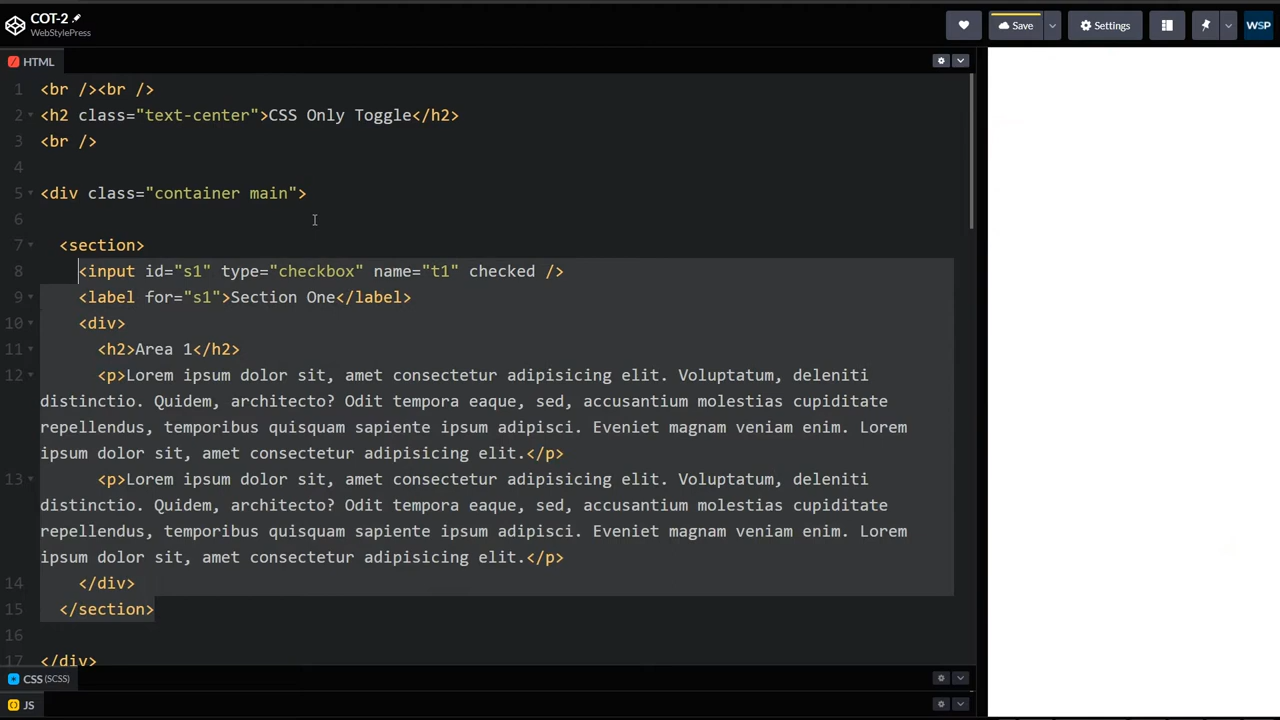 COT-2
WebStylePress
Save
Settings
WSP
HTML
1 <br /><br />
2 <h2 class="text-center">CSS Only Toggle</h2>
3 <br />
4
5 <div class="container main">
6
7 <section>
8 <input id="s1" type="checkbox" name="t1" checked />
9 <label for="s1">Section One</label>
10 <div>
11 <h2>Area 1</h2>
12 <p>Lorem ipsum dolor sit, amet consectetur adipisicing elit. Voluptatum, deleniti
distinctio. Quidem, architecto? Odit tempora eaque, sed, accusantium molestias cupiditate
repellendus, temporibus quisquam sapiente ipsum adipisci. Eveniet magnam veniam enim. Lorem
ipsum dolor sit, amet consectetur adipisicing elit.</p>
13 <p>Lorem ipsum dolor sit, amet consectetur adipisicing elit. Voluptatum, deleniti
distinctio. Quidem, architecto? Odit tempora eaque, sed, accusantium molestias cupiditate
repellendus, temporibus quisquam sapiente ipsum adipisci. Eveniet magnam veniam enim. Lorem
ipsum dolor sit, amet consectetur adipisicing elit.</p>
14 </div>
15 </section>
16
17 </div>
CSS (SCSS)
JS